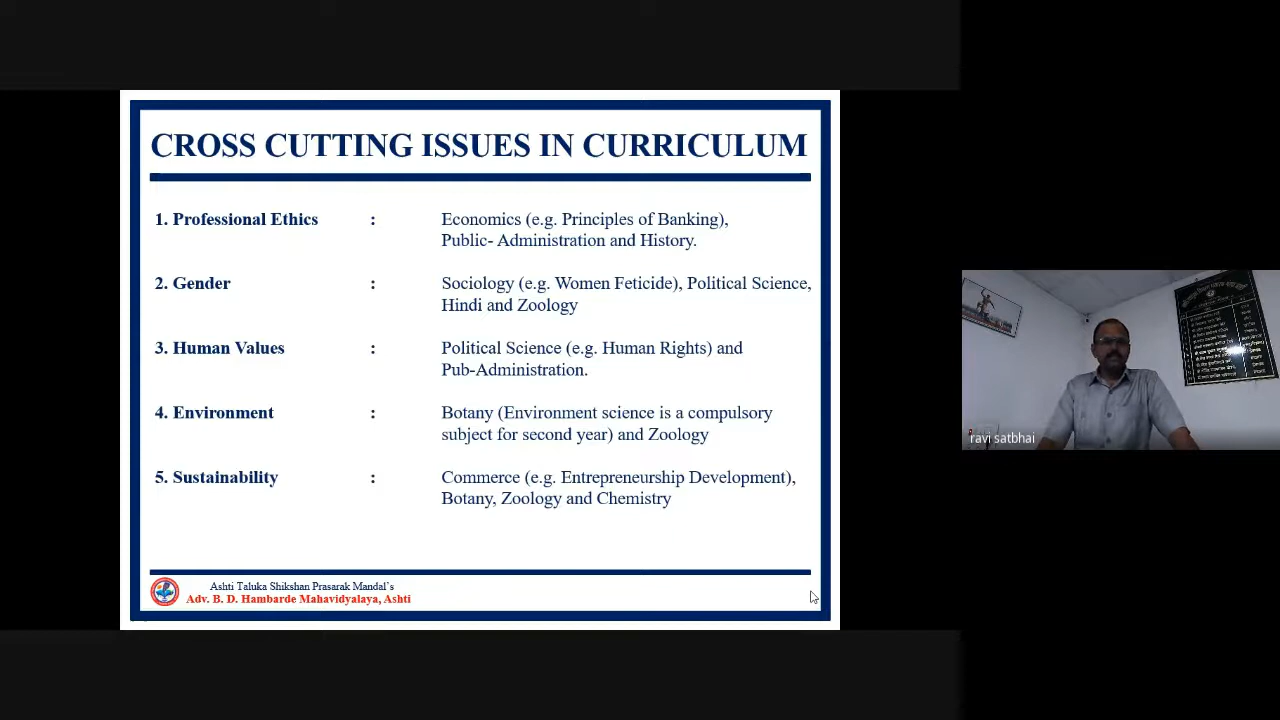 CROSS CUTTING ISSUES IN CURRICULUM
1. Professional Ethics : Economics (e.g. Principles of Banking),
Public- Administration and History.
2. Gender : Sociology (e.g. Women Feticide), Political Science,
Hindi and Zoology
3. Human Values : Political Science (e.g. Human Rights) and
Pub-Administration.
4. Environment : Botany (Environment science is a compulsory
subject for second year) and Zoology
5. Sustainability : Commerce (e.g. Entrepreneurship Development),
Botany, Zoology and Chemistry
Ashti Taluka Shikshan Prasarak Mandal's
Adv. B. D. Hambarde Mahavidyalaya, Ashti
ravi satbhai